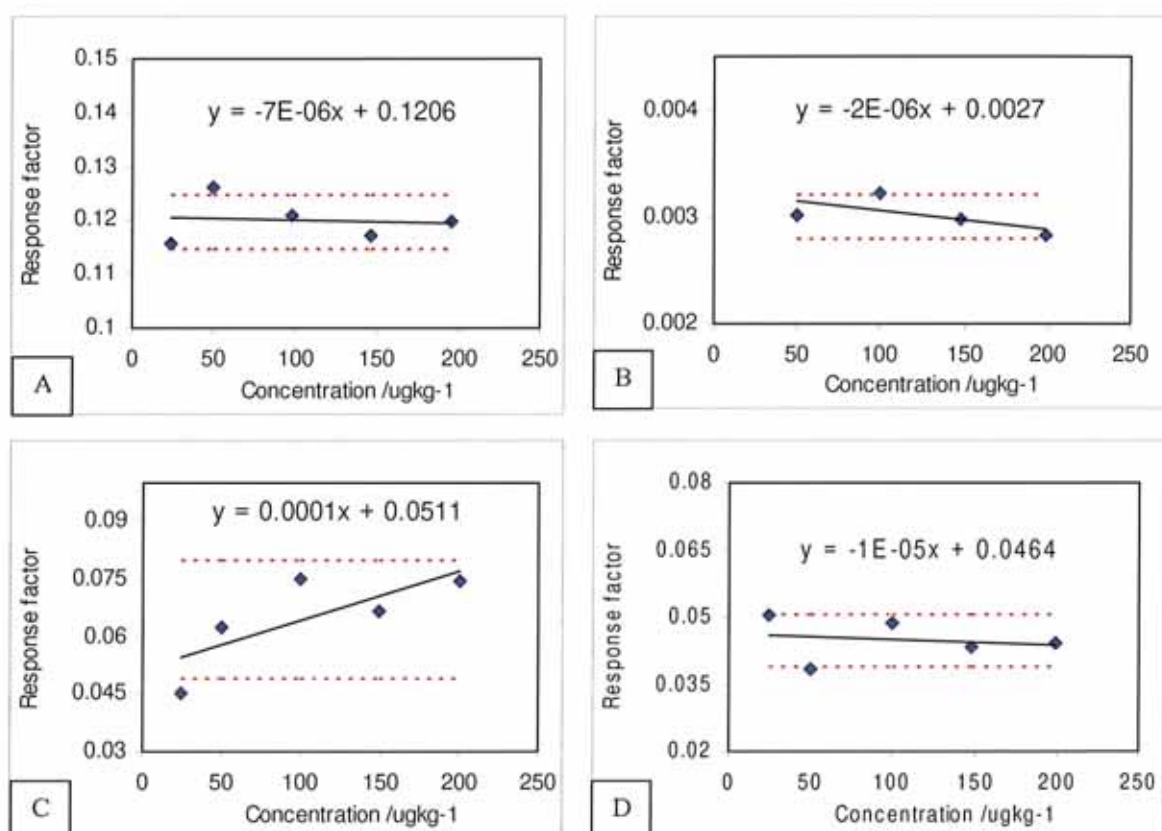 0.15
0.14
0.13
0.12
0.11
0.1
Response factor
y = -7E-06x + 0.1206
0 50 100 150 200 250
Concentration /ugkg-1
A
0.004
0.003
0.002
Response factor
y = -2E-06x + 0.0027
0 50 100 150 200 250
Concentration /ugkg-1
B
0.09
0.075
0.06
0.045
0.03
Response factor
y = 0.0001x + 0.0511
0 50 100 150 200 250
Concentration /ugkg-1
C
0.08
0.065
0.05
0.035
0.02
Response factor
y = -1E-05x + 0.0464
0 50 100 150 200 250
Concentration /ugkg-1
D